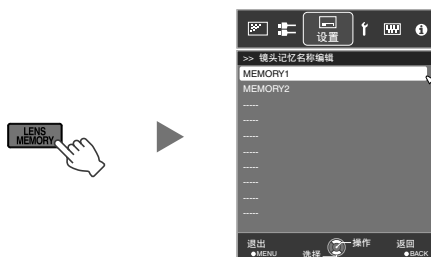 LENS
MEMORY
设置
>> 镜头记忆名称编辑
MEMORY1
MEMORY2
-----
-----
-----
-----
-----
-----
-----
-----
退出
●MENU
选择
操作
返回
●BACK